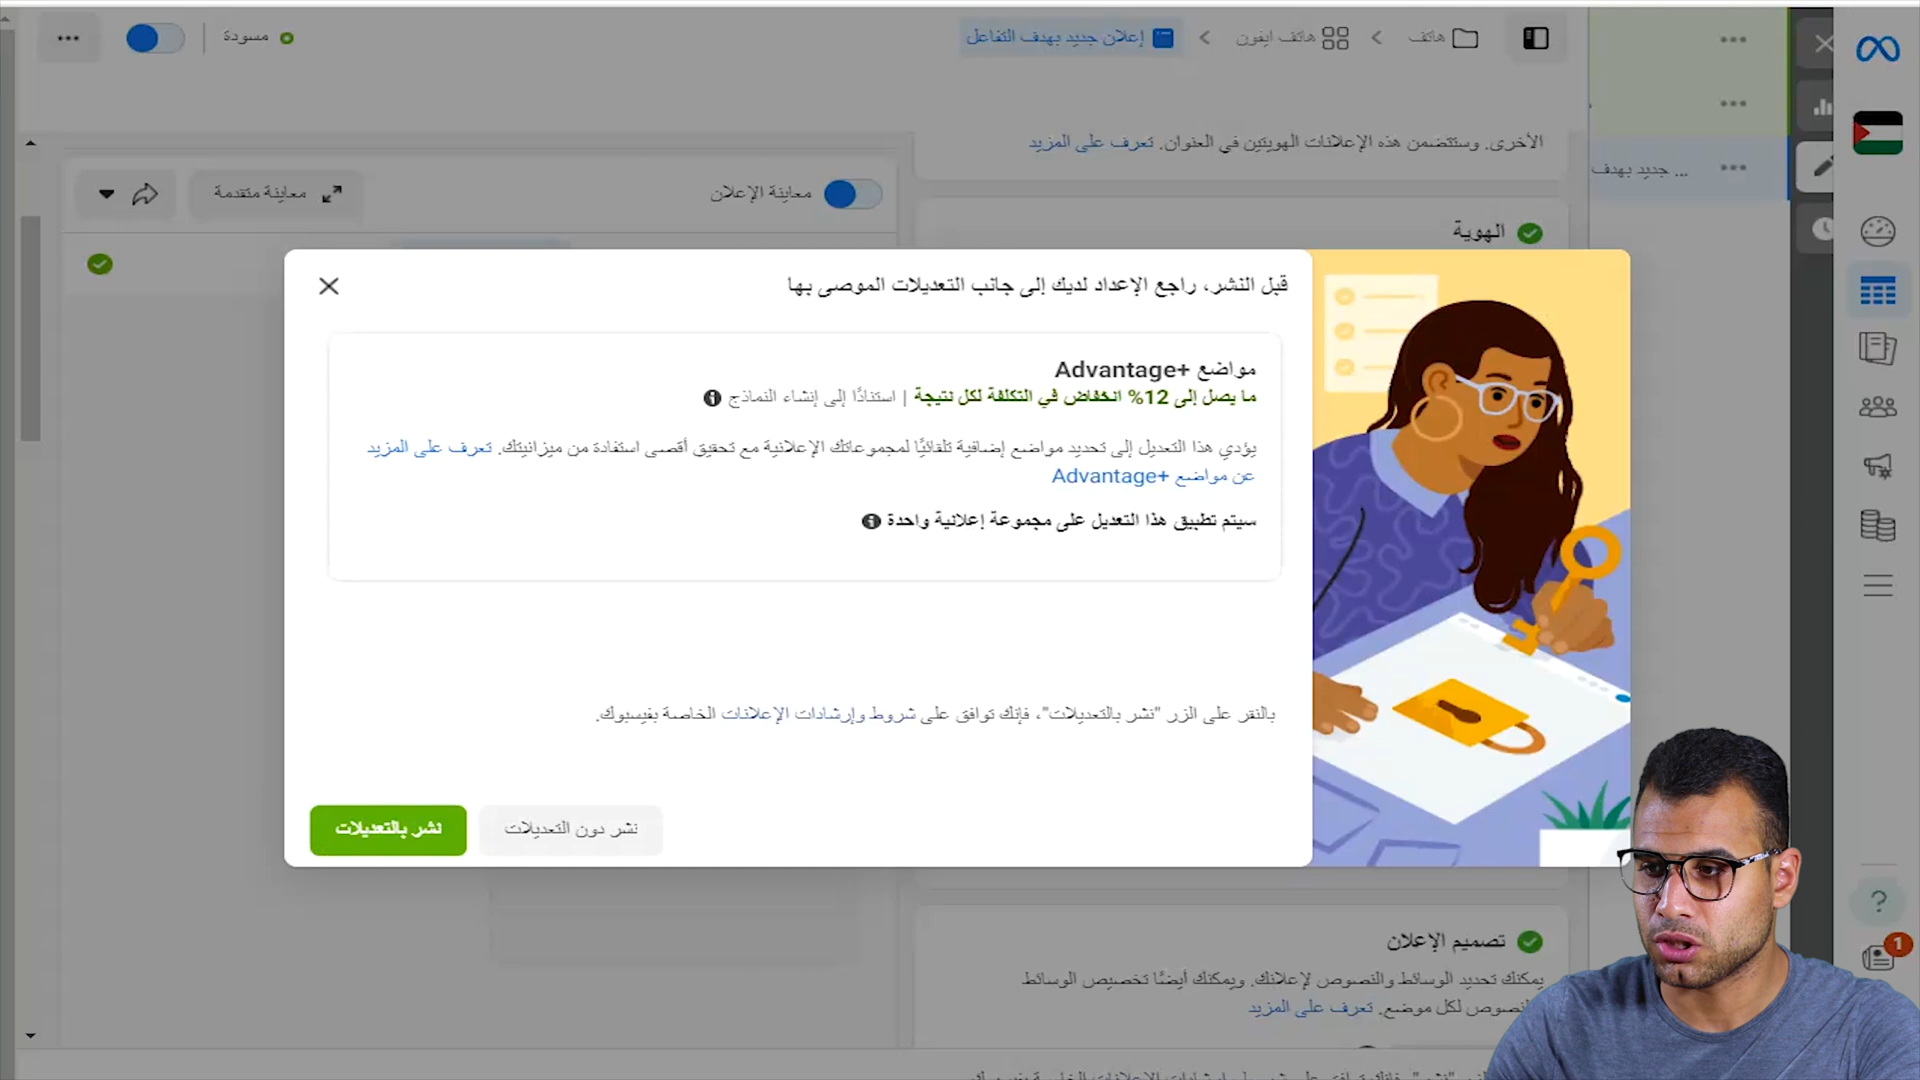 هاتف
هاتف ايفون
إعلان جديد بهدف التفاعل
مسودة
الأخرى. وستتضمن هذه الإعلانات الهويتين في العنوان. تعرف على المزيد
جديد بهدف ...
معاينة الإعلان
معاينة متقدمة
الهوية
قبل النشر، راجع الإعداد لديك إلى جانب التعديلات الموصى بها
مواضع +Advantage
ما يصل إلى 12% انخفاض في التكلفة لكل نتيجة | استنادًا إلى إنشاء النماذج
يؤدي هذا التعديل إلى تحديد مواضع إضافية تلقائيًا لمجموعاتك الإعلانية مع تحقيق أقصى استفادة من ميزانيتك. تعرف على المزيد
عن مواضع +Advantage
سيتم تطبيق هذا التعديل على مجموعة إعلانية واحدة
بالنقر على الزر "نشر بالتعديلات"، فإنك توافق على شروط وإرشادات الإعلانات الخاصة بفيسبوك.
نشر دون التعديلات
نشر بالتعديلات
تصميم الإعلان
يمكنك تحديد الوسائط والنصوص لإعلانك. ويمكنك أيضًا تخصيص الوسائط
لكل موضع. تعرف على المزيد
1